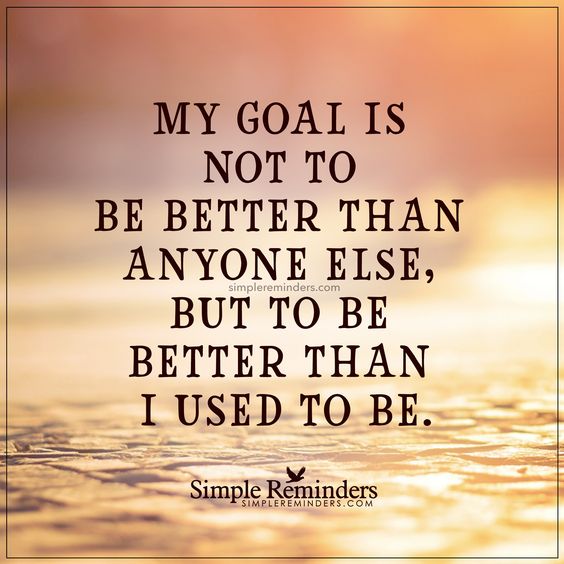 MY GOAL IS
NOT TO
BE BETTER THAN
ANYONE ELSE,
simplereminders.com
BUT TO BE
BETTER THAN
I USED TO BE.
Simple Reminders
SIMPLEREMINDERS.COM